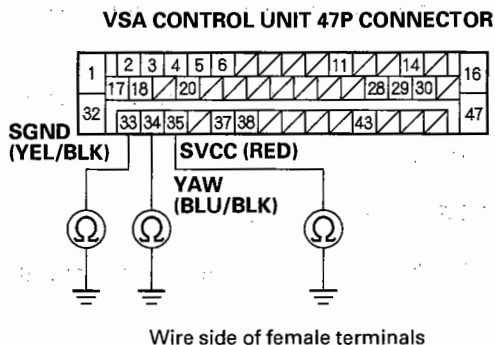 VSA CONTROL UNIT 47P CONNECTOR
1 2 3 4 5 6 11 14 16
17 18 20 28 29 30
32 33 34 35 37 38 43 47
SGND
(YEL/BLK)
SVCC (RED)
YAW
(BLU/BLK)
Ω Ω Ω
Wire side of female terminals